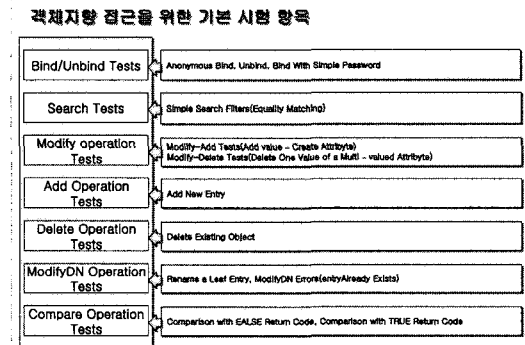 객체지향 접근을 위한 기본 시험 항목
Bind/Unbind Tests
Anonymous Bind, Unbind, Bind With Simple Password
Search Tests
Simple Search Filters(Equality Matching)
Modify operation
Tests
Modify-Add Tests(Add value - Create Attribyte)
Modify-Delete Tests(Delete One Value of a Multi - valued Attribyte)
Add Operation
Tests
Add New Entry
Delete Operation
Tests
Delete Existing Object
ModifyDN Operation
Tests
Rename a Leaf Entry, ModifyDN Errors(entryAlready Exists)
Compare Operation
Tests
Comparison with EALSE Return Code, Comparison with TRUE Return Code